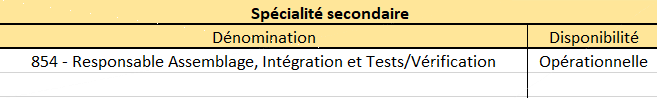 Spécialité secondaire
Dénomination Disponibilité
854 - Responsable Assemblage, Intégration et Tests/Vérification Opérationnelle